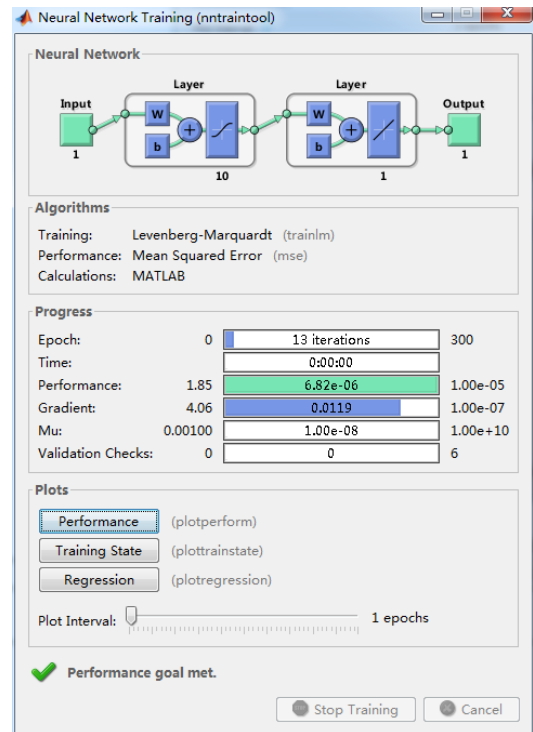 Neural Network Training (nntraintool)
Neural Network
Layer Layer
Input Output
W W
b b
1 10 1 1
Algorithms
Training: Levenberg-Marquardt (trainlm)
Performance: Mean Squared Error (mse)
Calculations: MATLAB
Progress
Epoch: 0 13 iterations 300
Time: 0:00:00
Performance: 1.85 6.82e-06 1.00e-05
Gradient: 4.06 0.0119 1.00e-07
Mu: 0.00100 1.00e-08 1.00e+10
Validation Checks: 0 0 6
Plots
Performance (plotperform)
Training State (plottrainstate)
Regression (plotregression)
Plot Interval: 1 epochs
Performance goal met.
Stop Training Cancel